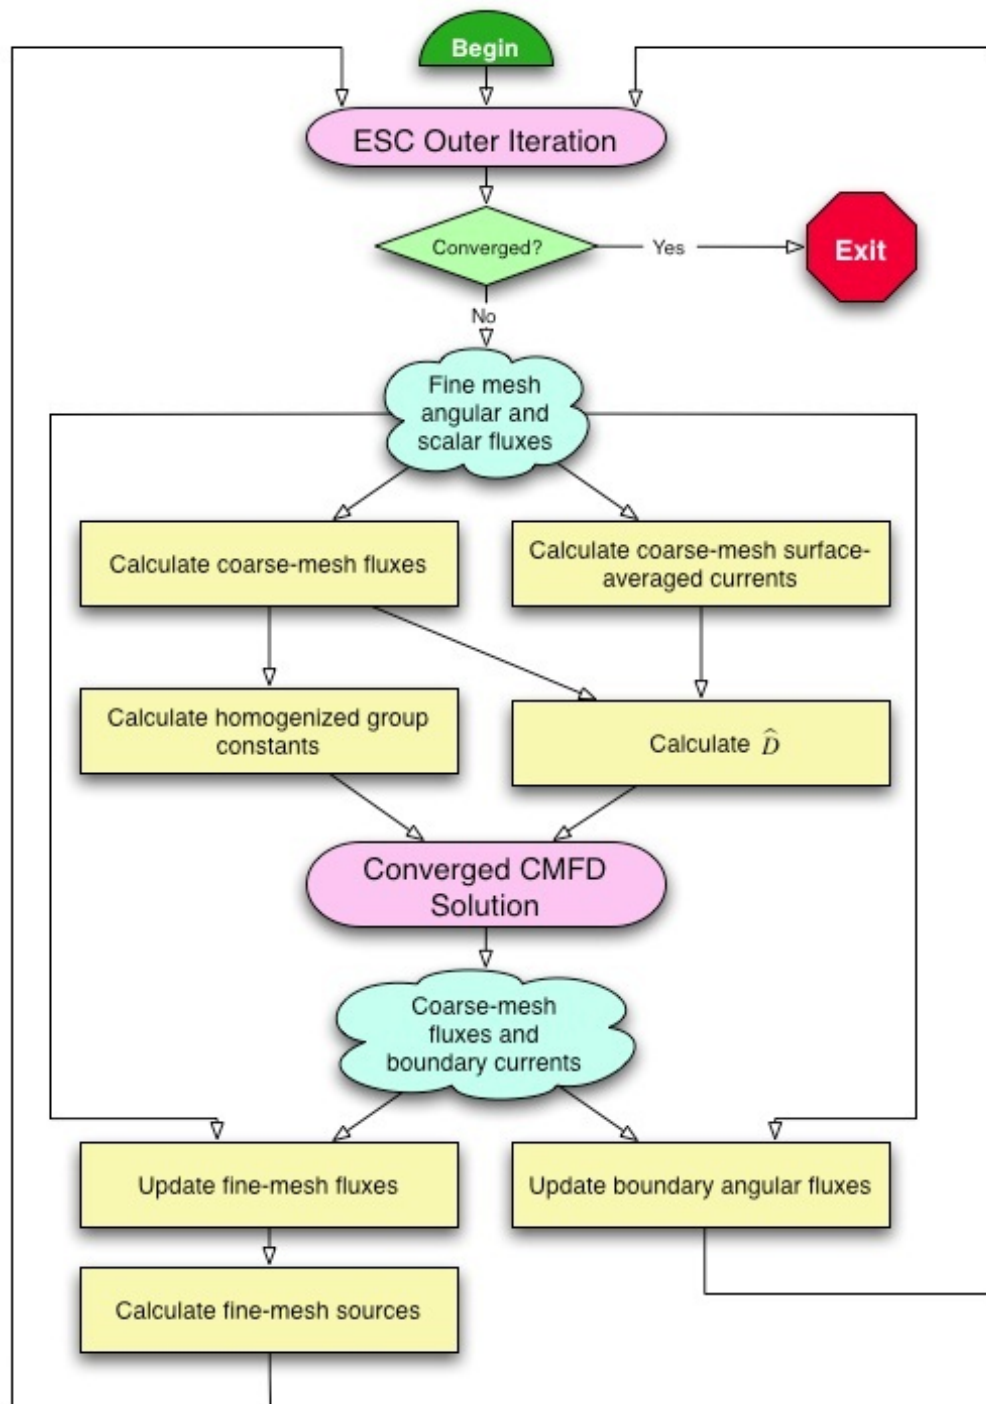 Begin
ESC Outer Iteration
Converged?
Yes
Exit
No
Fine mesh
angular and
scalar fluxes
Calculate coarse-mesh fluxes
Calculate coarse-mesh surface-
averaged currents
Calculate homogenized group
constants
Calculate D̂
Converged CMFD
Solution
Coarse-mesh
fluxes and
boundary currents
Update fine-mesh fluxes
Update boundary angular fluxes
Calculate fine-mesh sources